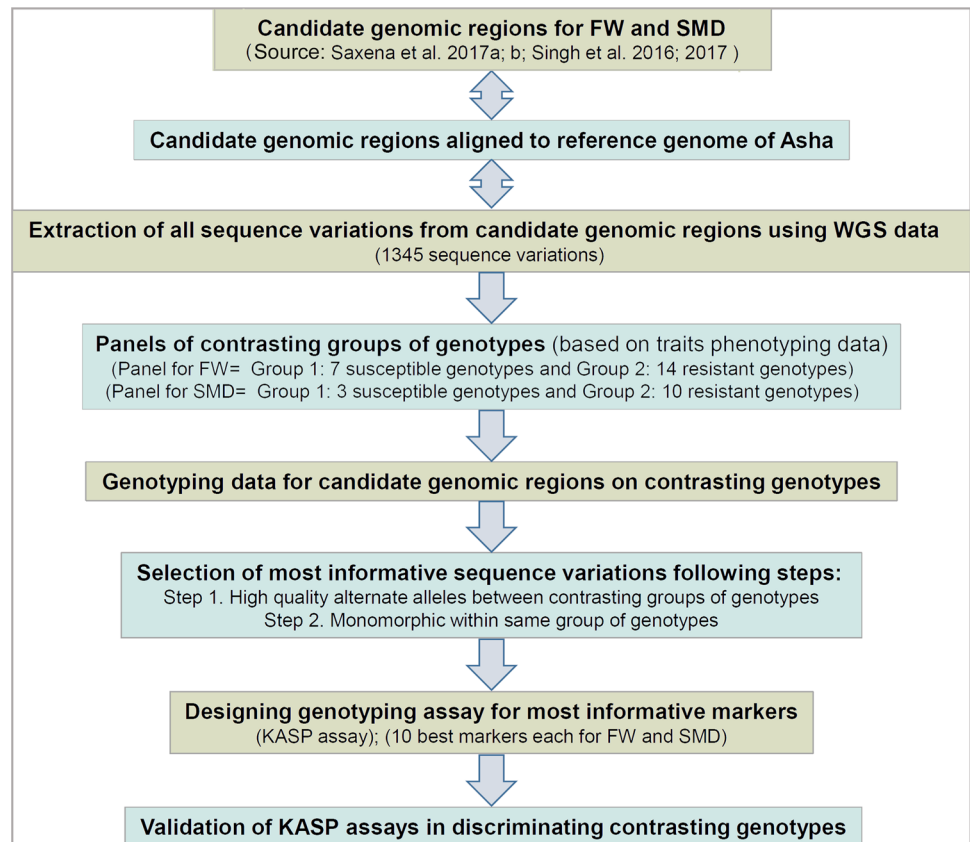 Candidate genomic regions for FW and SMD
(Source: Saxena et al. 2017a; b; Singh et al. 2016; 2017 )
Candidate genomic regions aligned to reference genome of Asha
Extraction of all sequence variations from candidate genomic regions using WGS data
(1345 sequence variations)
Panels of contrasting groups of genotypes (based on traits phenotyping data)
(Panel for FW= Group 1: 7 susceptible genotypes and Group 2: 14 resistant genotypes)
(Panel for SMD= Group 1: 3 susceptible genotypes and Group 2: 10 resistant genotypes)
Genotyping data for candidate genomic regions on contrasting genotypes
Selection of most informative sequence variations following steps:
Step 1. High quality alternate alleles between contrasting groups of genotypes
Step 2. Monomorphic within same group of genotypes
Designing genotyping assay for most informative markers
(KASP assay); (10 best markers each for FW and SMD)
Validation of KASP assays in discriminating contrasting genotypes